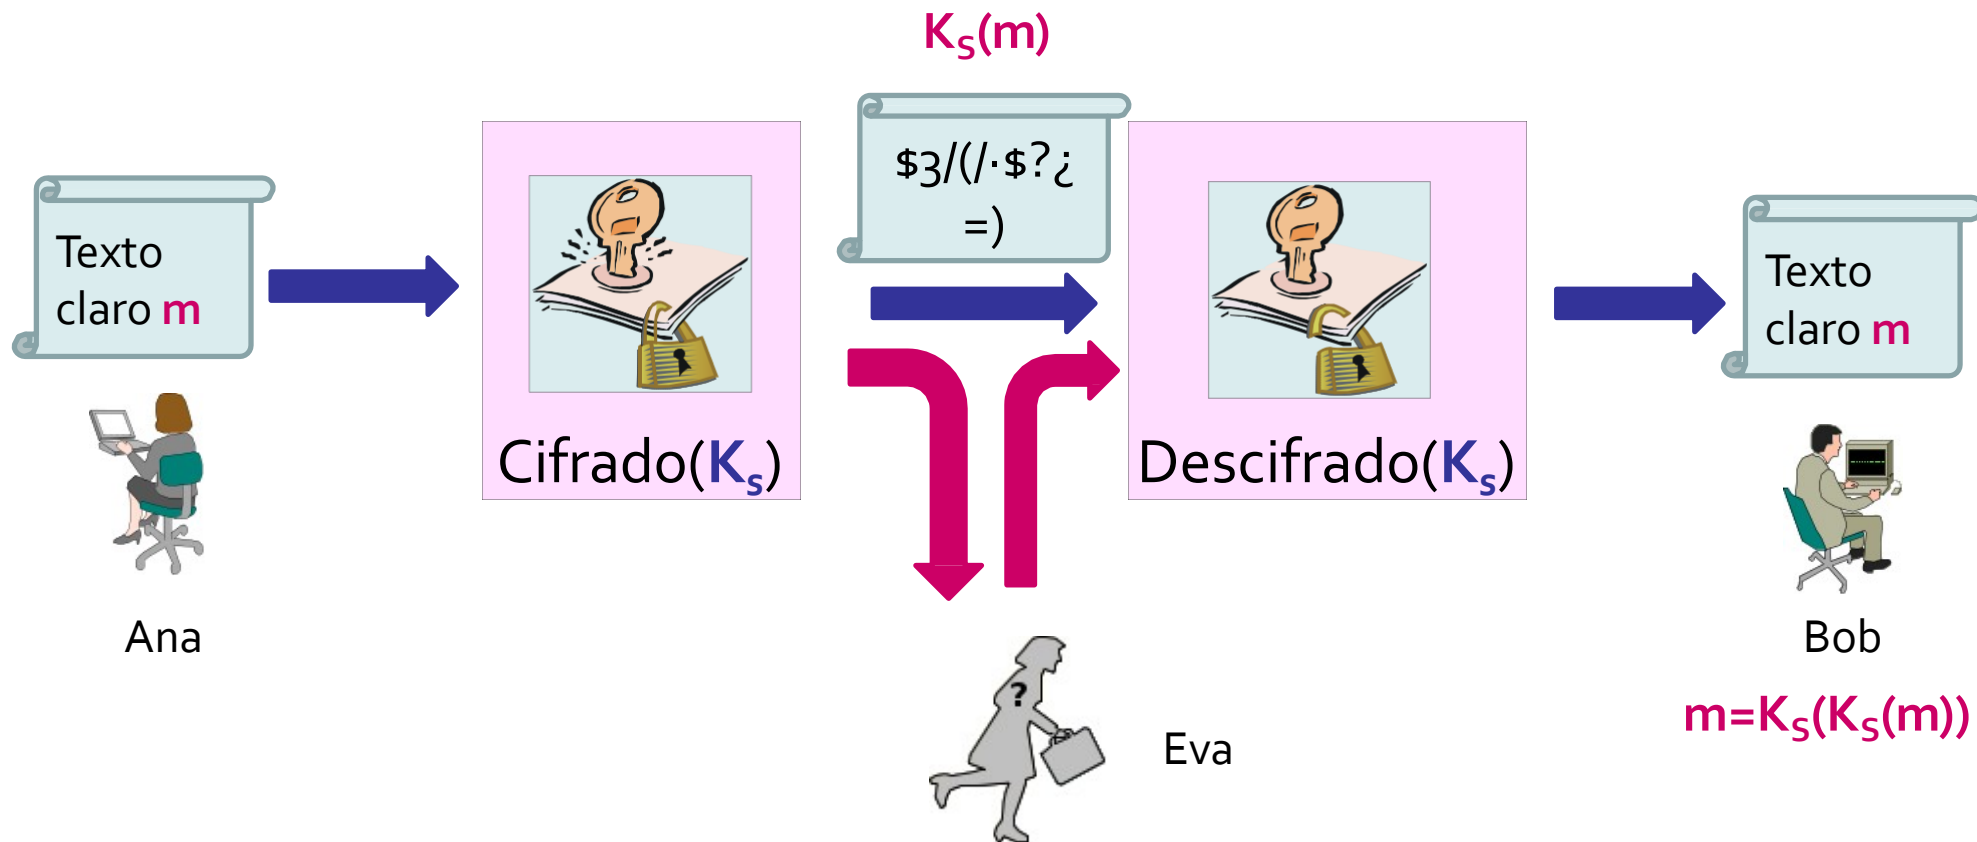 K_S(m)
$3/(/·$?¿
=)
Texto
claro m
Cifrado(K_s)
Descifrado(K_s)
Texto
claro m
Ana
?
Eva
Bob
m=K_S(K_S(m))